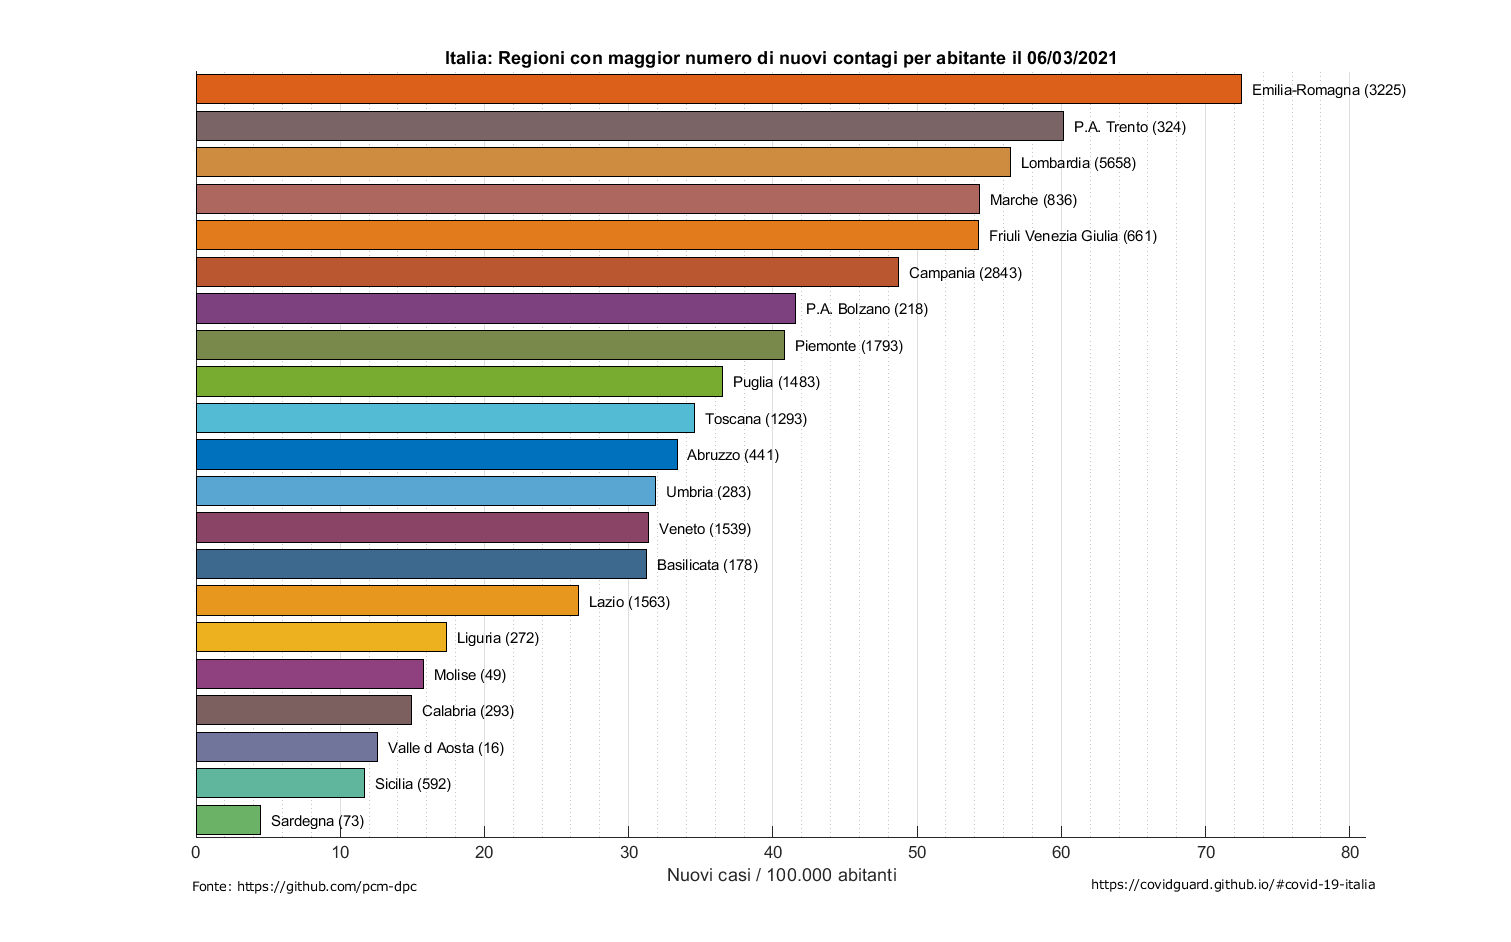 Italia: Regioni con maggior numero di nuovi contagi per abitante il 06/03/2021
Emilia-Romagna (3225)
P.A. Trento (324)
Lombardia (5658)
Marche (836)
Friuli Venezia Giulia (661)
Campania (2843)
P.A. Bolzano (218)
Piemonte (1793)
Puglia (1483)
Toscana (1293)
Abruzzo (441)
Umbria (283)
Veneto (1539)
Basilicata (178)
Lazio (1563)
Liguria (272)
Molise (49)
Calabria (293)
Valle d Aosta (16)
Sicilia (592)
Sardegna (73)
0 10 20 30 40 50 60 70 80
Nuovi casi / 100.000 abitanti
Fonte: https://github.com/pcm-dpc
https://covidguard.github.io/#covid-19-italia